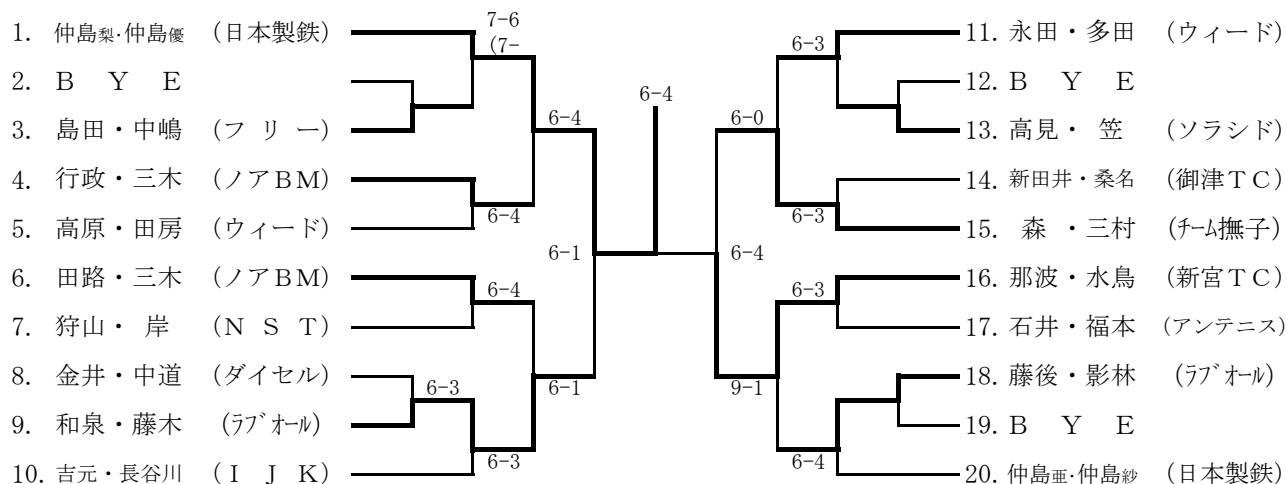 1. 仲島梨・仲島優 (日本製鉄)
2. B Y E
3. 島田・中嶋 (フリー)
4. 行政・三木 (ノアBM)
5. 高原・田房 (ウィード)
6. 田路・三木 (ノアBM)
7. 狩山・岸 (NST)
8. 金井・中道 (ダイセル)
9. 和泉・藤木 (ラブオール)
10. 吉元・長谷川 (IJK)
7-6
(7-
6-4
6-4
6-1
6-4
6-3
6-1
6-3
6-4
6-3
6-0
6-3
6-4
6-3
9-1
6-4
11. 永田・多田 (ウィード)
12. B Y E
13. 高見・笠 (ソラシド)
14. 新田井・桑名 (御津TC)
15. 森・三村 (チーム撫子)
16. 那波・水鳥 (新宮TC)
17. 石井・福本 (アンテニス)
18. 藤後・影林 (ラブオール)
19. B Y E
20. 仲島亜・仲島紗 (日本製鉄)